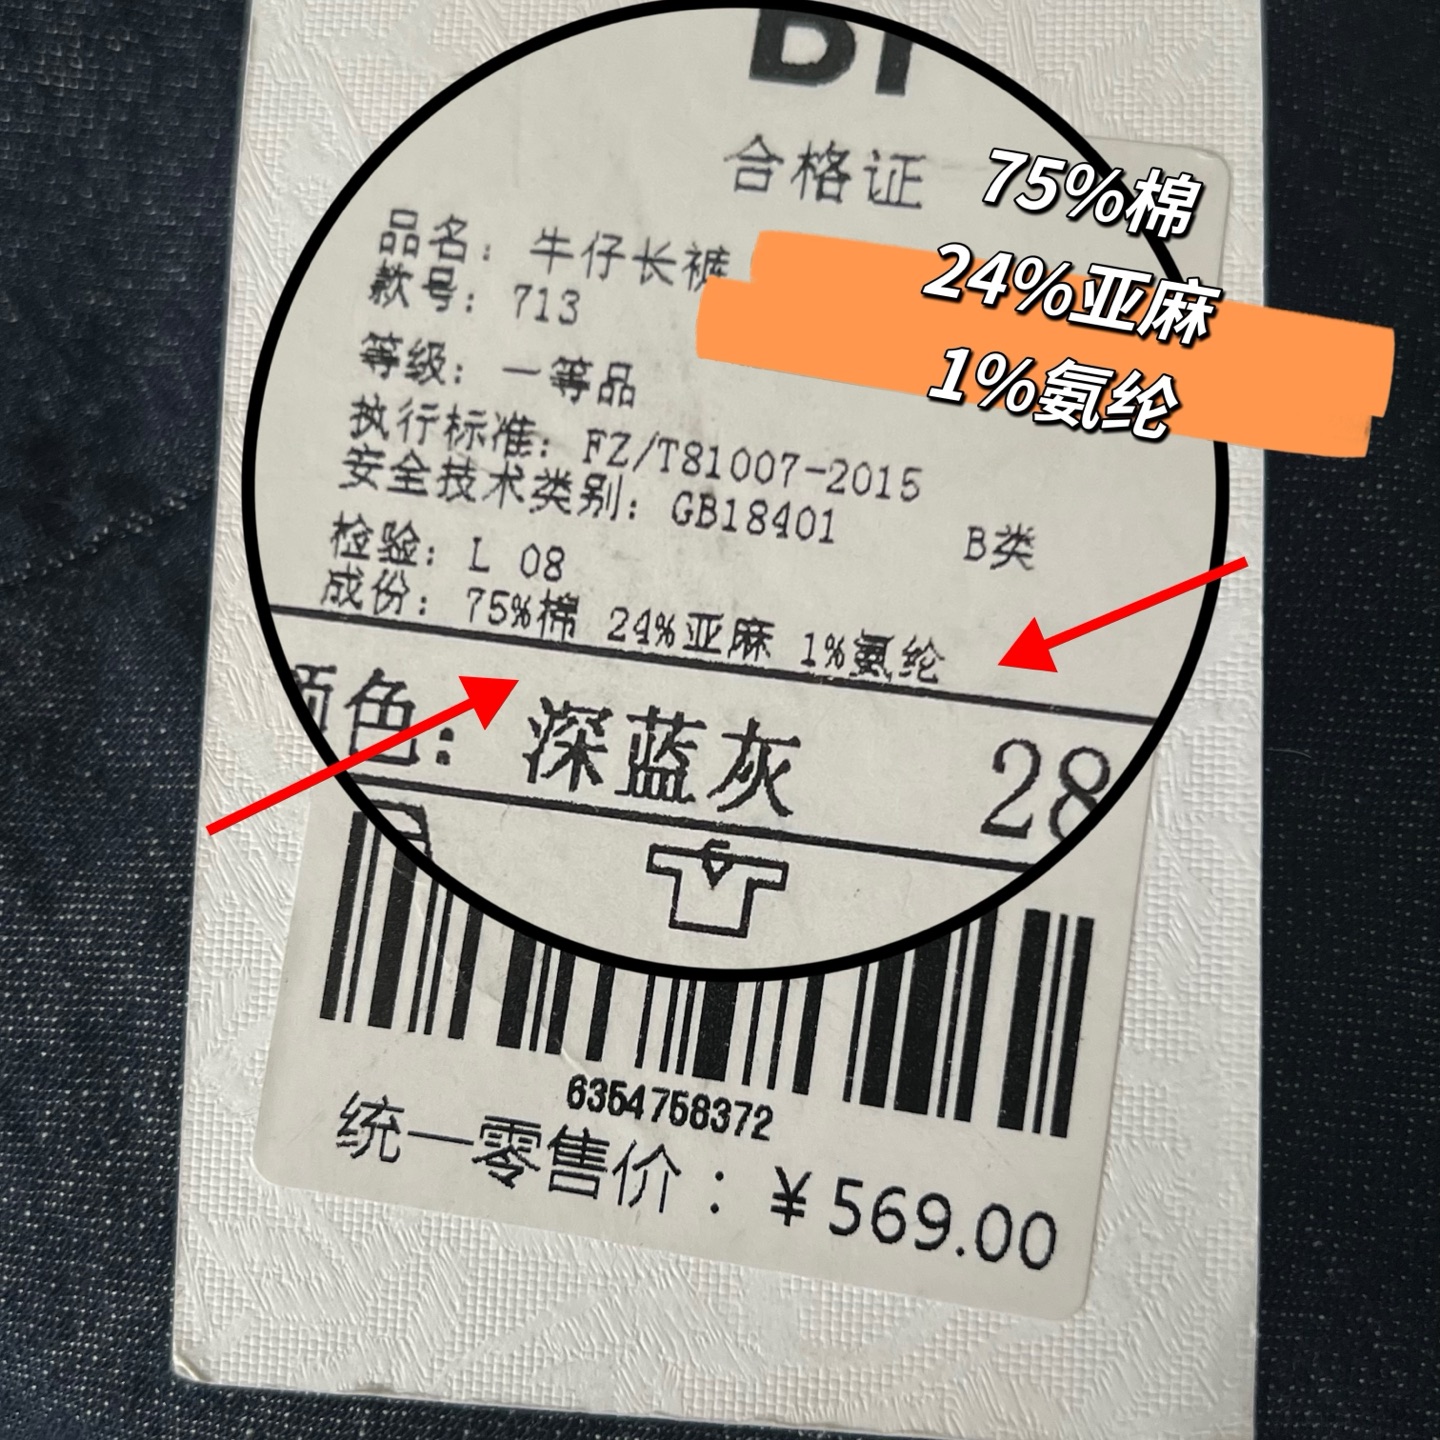 合格证
75%棉
24%亚麻
1%氨纶
品名：牛仔长裤
款号：713
等级：一等品
执行标准：FZ/T81007-2015
安全技术类别：GB18401 B类
检验：L 08
成份：75%棉 24%亚麻 1%氨纶
颜色：深蓝灰 28
6354758372
统一零售价：￥569.00